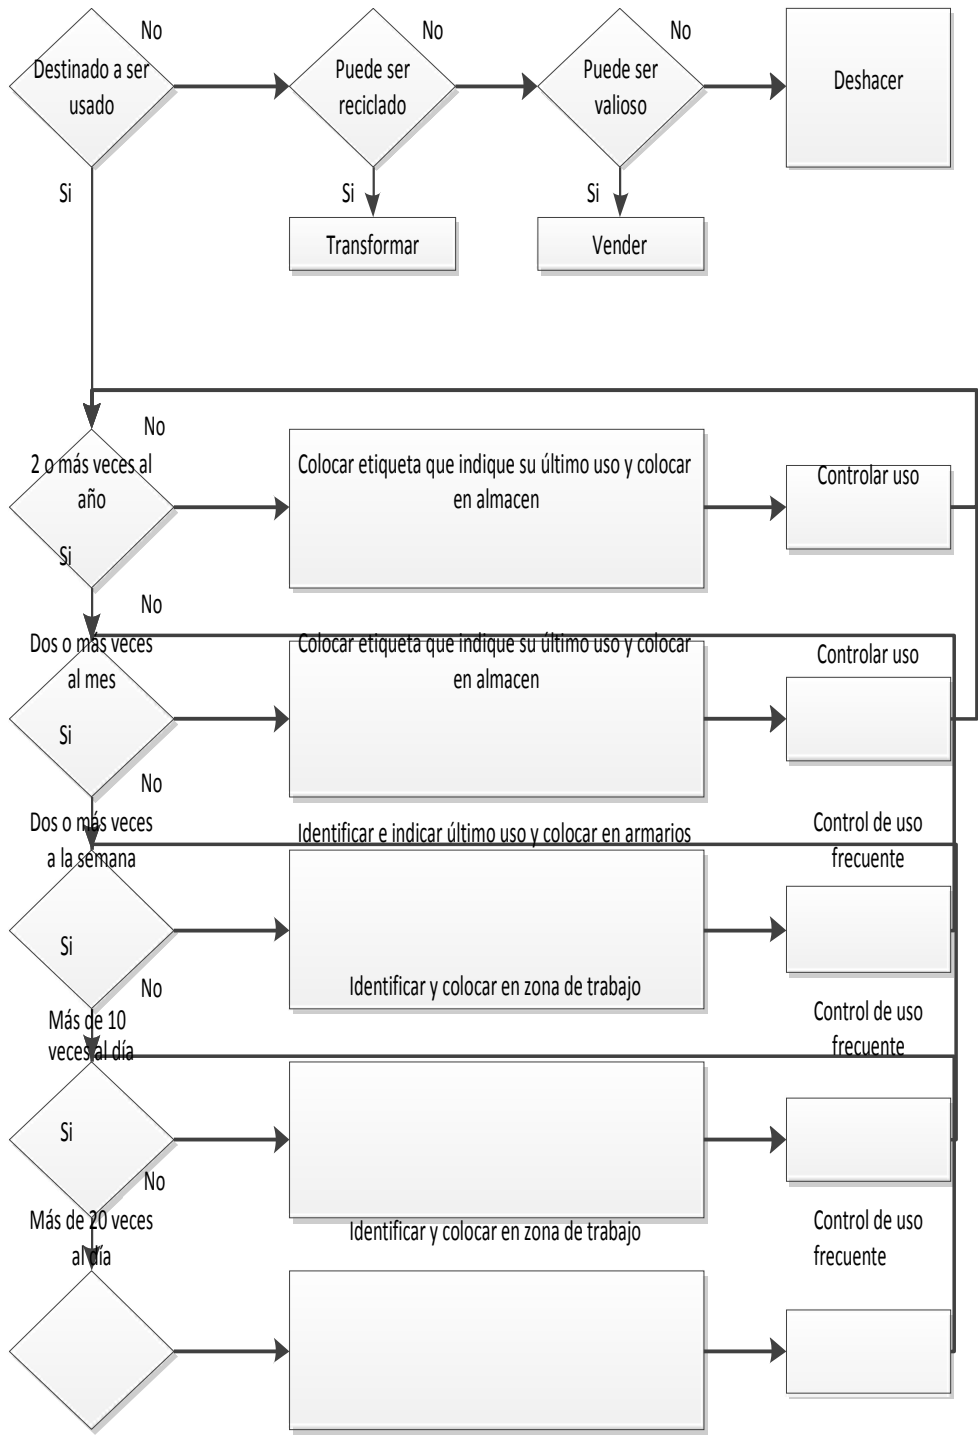 No
No
No
Destinado a ser
usado
Puede ser
reciclado
Puede ser
valioso
Deshacer
Si
Si
Si
Transformar
Vender
No
2 o más veces al
año
Colocar etiqueta que indique su último uso y colocar
en almacen
Controlar uso
Si
No
Dos o más veces
al mes
Colocar etiqueta que indique su último uso y colocar
en almacen
Controlar uso
Si
No
Dos o más veces
a la semana
Identificar e indicar último uso y colocar en armarios
Control de uso
frecuente
Si
No
Identificar y colocar en zona de trabajo
Más de 10
veces al día
Control de uso
frecuente
Si
No
Más de 20 veces
al día
Identificar y colocar en zona de trabajo
Control de uso
frecuente